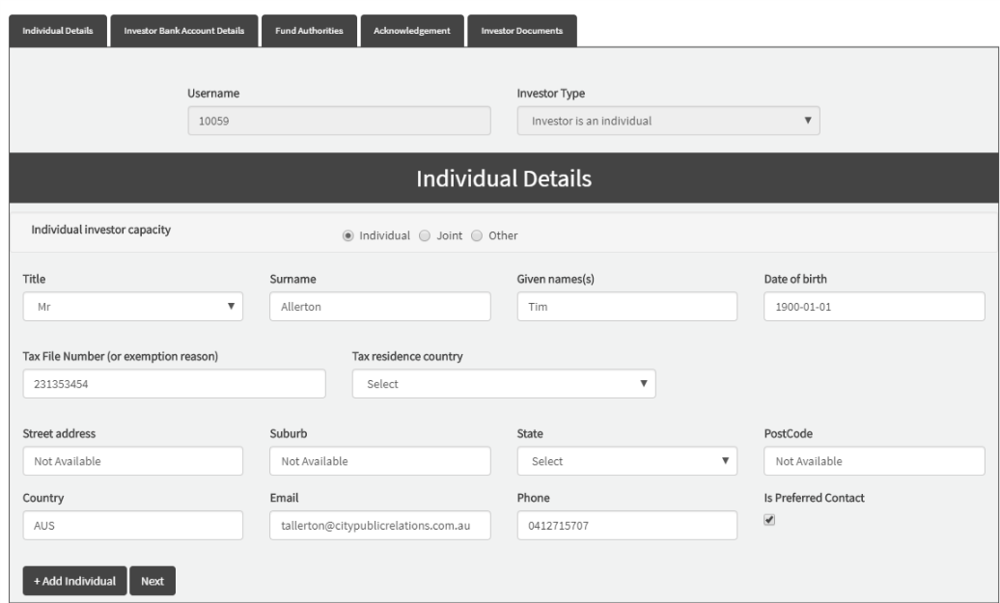 Individual Details Investor Bank Account Details Fund Authorities Acknowledgement Investor Documents
Username Investor Type
10059 Investor is an individual
Individual Details
Individual investor capacity Individual Joint Other
Title Surname Given names(s) Date of birth
Mr Allerton Tim 1900-01-01
Tax File Number (or exemption reason) Tax residence country
231353454 Select
Street address Suburb State PostCode
Not Available Not Available Select Not Available
Country Email Phone Is Preferred Contact
AUS tallerton@citypublicrelations.com.au 0412715707
+ Add Individual Next